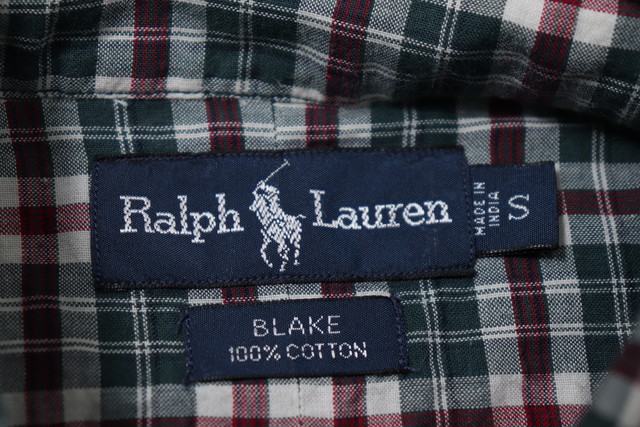 Ralph Lauren
MADE IN
INDIA
S
BLAKE
100% COTTON